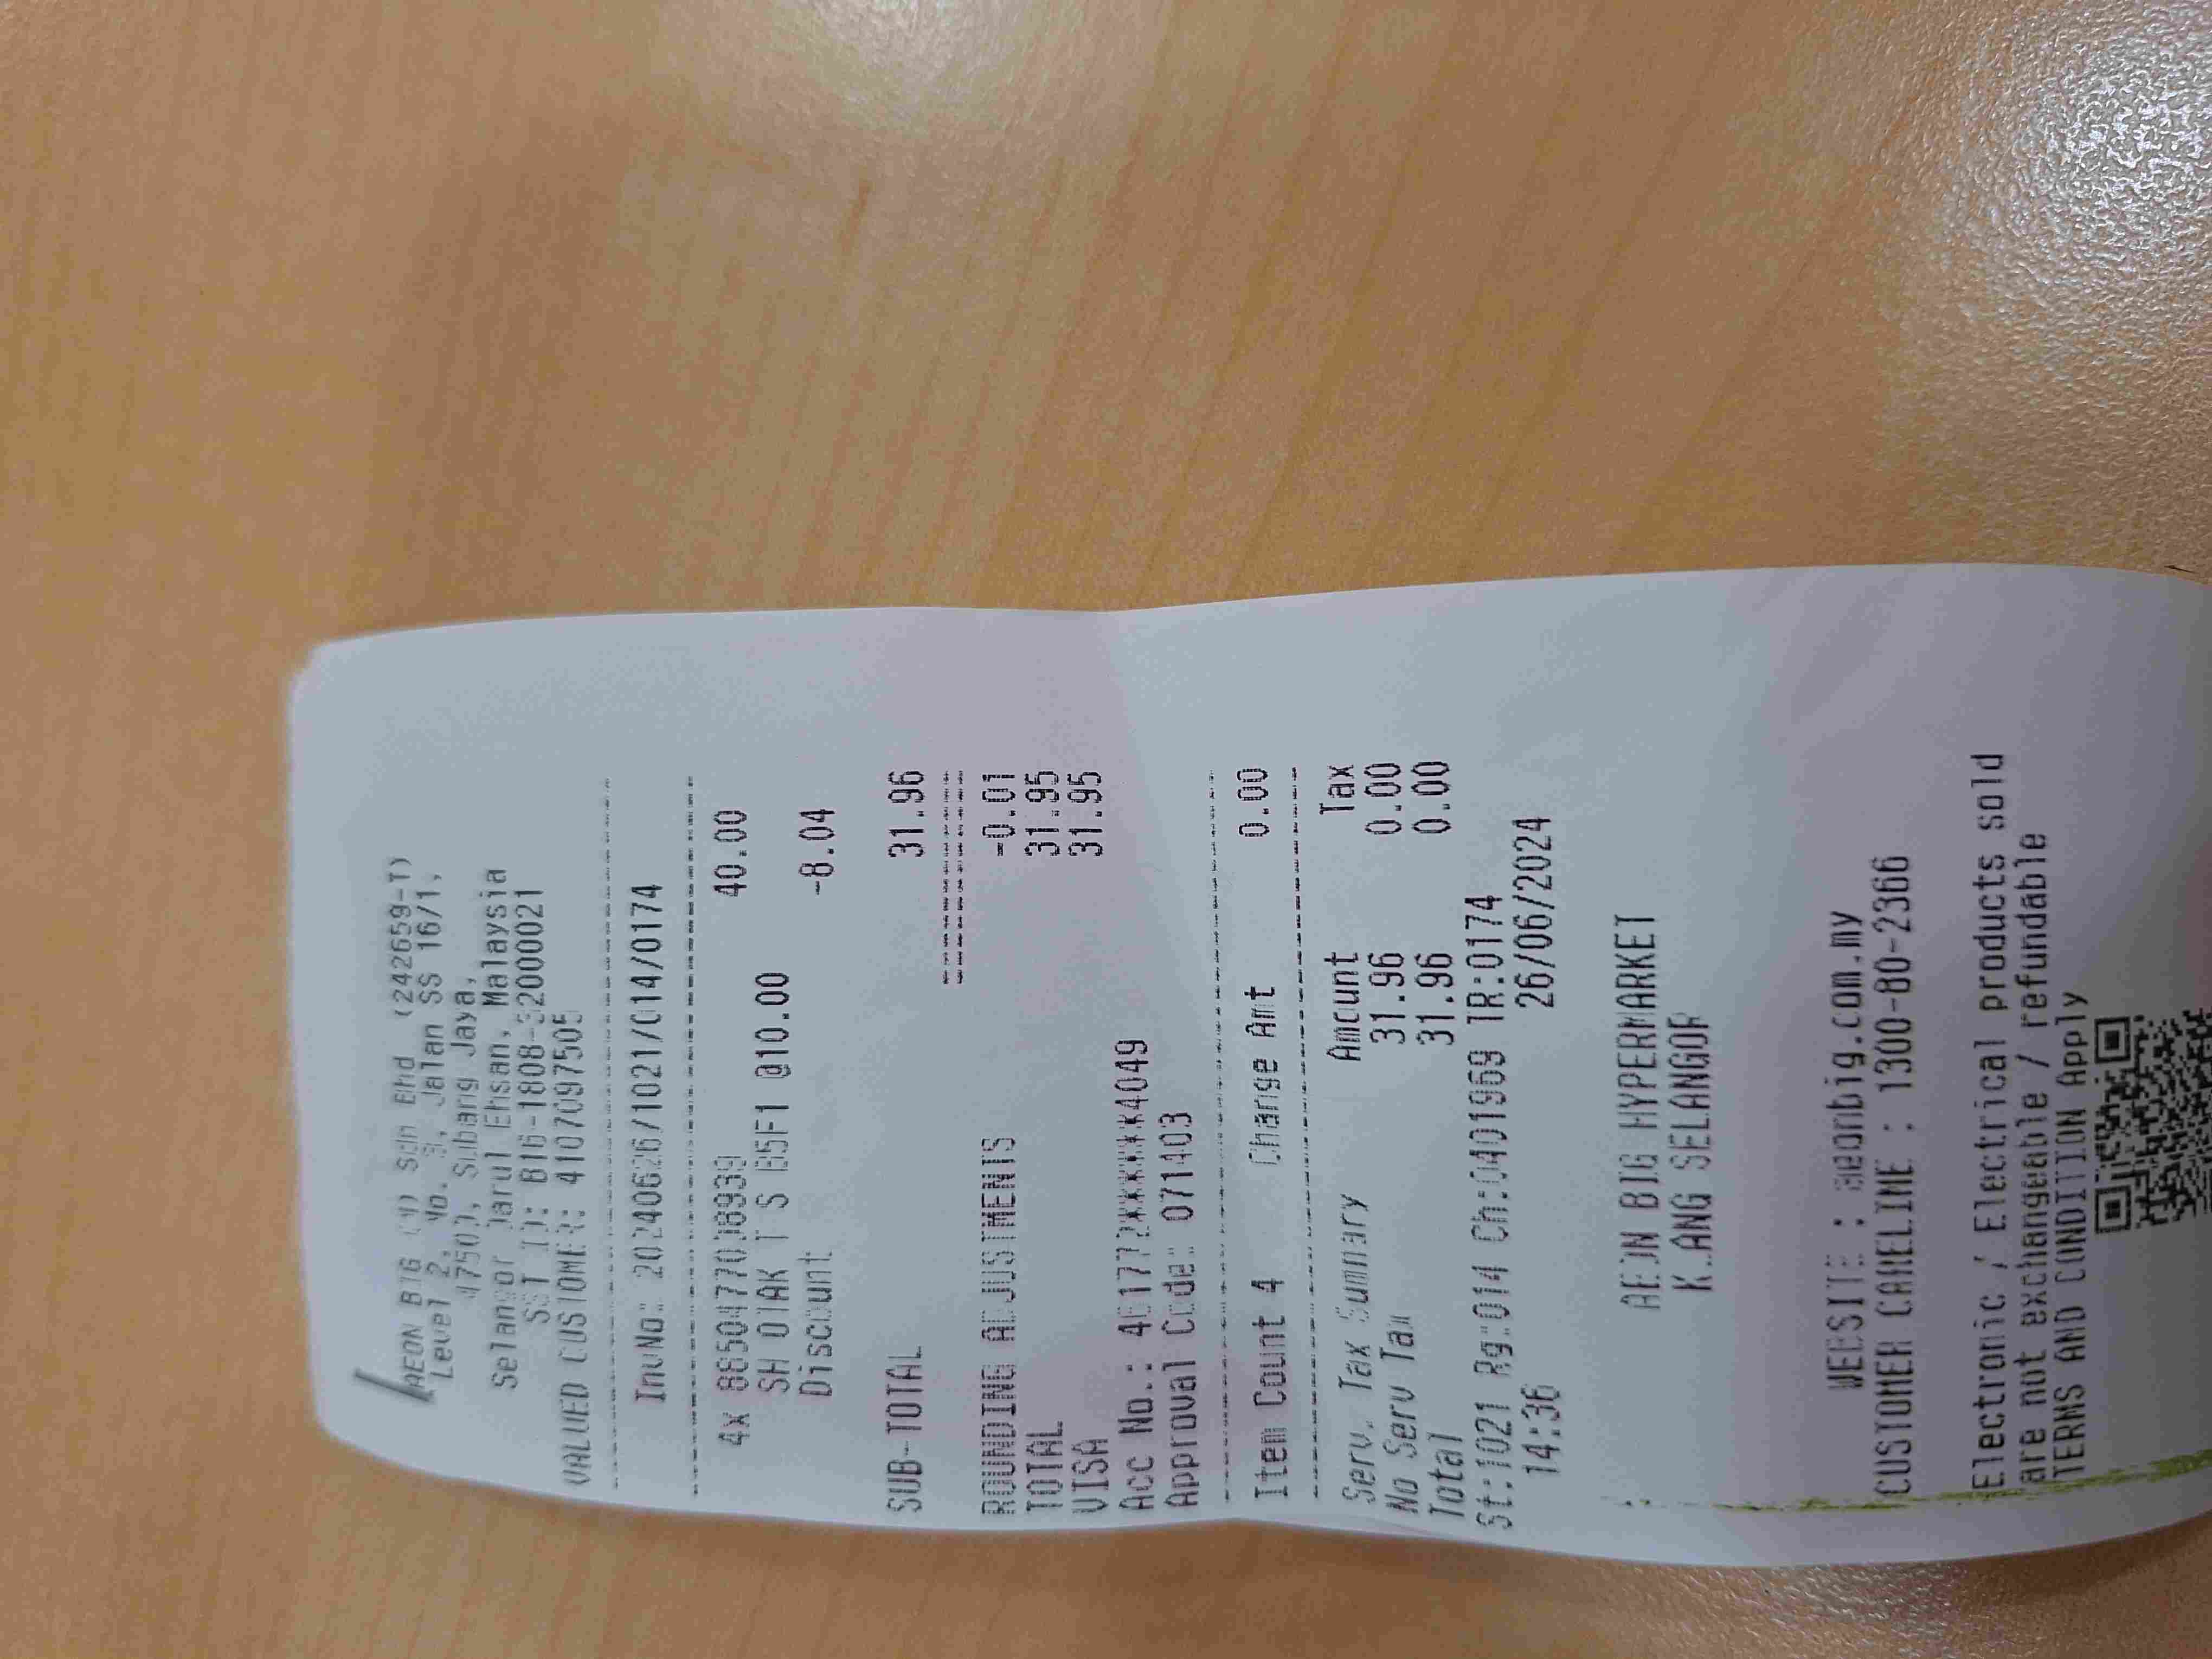 AEON BIG (M) Sdn Bhd (242659-T)
Level 2, No. 3, Jalan SS 16/1,
47500, Subang Jaya,
Selangor Darul Ehsan, Malaysia
SST ID: B16-1808-32000021
VALUED CUSTOMER: 4107097505
InvNo: 20240626/1021/014/0174
4x 40.00
SH OTAK T S B5F1 @10.00
Discount -8.04
SUB-TOTAL 31.96
ROUNDING ADJUSTMENTS -0.01
TOTAL 31.95
VISA 31.95
Acc No.: 401772******4049
Approval Code: 071403
Item Count 4 Change Amt 0.00
Serv. Tax Summary Amount Tax
No Serv Tax 31.96 0.00
Total 31.96 0.00
St:1021 Rg:014 Ch:0401969 TR:0174
14:36 26/06/2024
AEON BIG HYPERMARKET
KLANG SELANGOR
WEBSITE : aeonbig.com.my
CUSTOMER CARELINE : 1300-80-2366
Electronic / Electrical products sold
are not exchangeable / refundable
TERMS AND CONDITION Apply